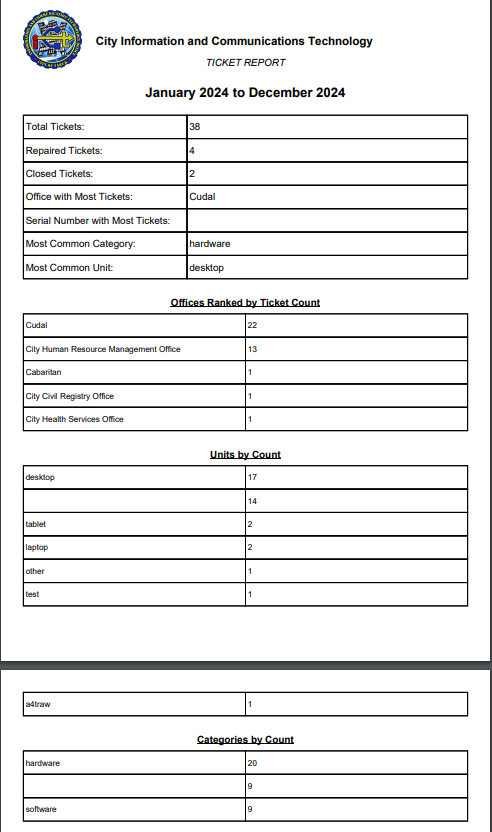 City Information and Communications Technology
TICKET REPORT
January 2024 to December 2024
Total Tickets: 38
Repaired Tickets: 4
Closed Tickets: 2
Office with Most Tickets: Cudal
Serial Number with Most Tickets:
Most Common Category: hardware
Most Common Unit: desktop
Offices Ranked by Ticket Count
Cudal 22
City Human Resource Management Office 13
Cabaritan 1
City Civil Registry Office 1
City Health Services Office 1
Units by Count
desktop 17
14
tablet 2
laptop 2
other 1
test 1
a4traw 1
Categories by Count
hardware 20
9
software 9